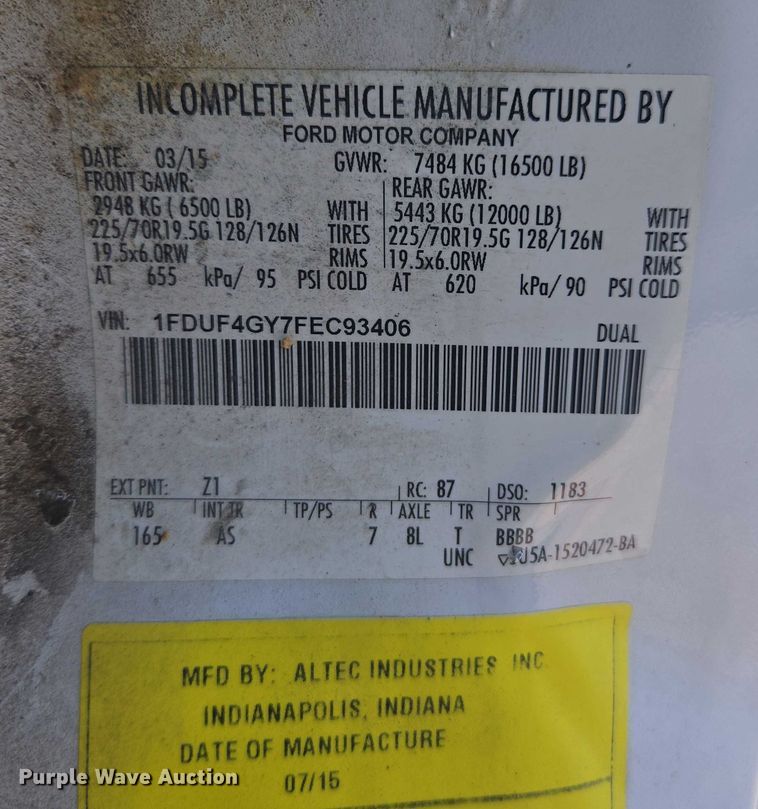 INCOMPLETE VEHICLE MANUFACTURED BY
FORD MOTOR COMPANY
DATE: 03/15 GVWR: 7484 KG (16500 LB)
FRONT GAWR: REAR GAWR:
2948 KG ( 6500 LB) WITH 5443 KG (12000 LB) WITH
225/70R19.5G 128/126N TIRES 225/70R19.5G 128/126N TIRES
19.5x6.0RW RIMS 19.5x6.0RW RIMS
AT 655 kPa/ 95 PSI COLD AT 620 kPa/ 90 PSI COLD
VIN: 1FDUF4GY7FEC93406 DUAL
EXT PNT: Z1 RC: 87 DSO: 1183
WB INT TR TP/PS R AXLE TR SPR
165 AS 7 8L T BBBB
UNC 5A-1520472-BA
MFD BY: ALTEC INDUSTRIES INC.
INDIANAPOLIS, INDIANA
DATE OF MANUFACTURE
07/15
Purple Wave Auction